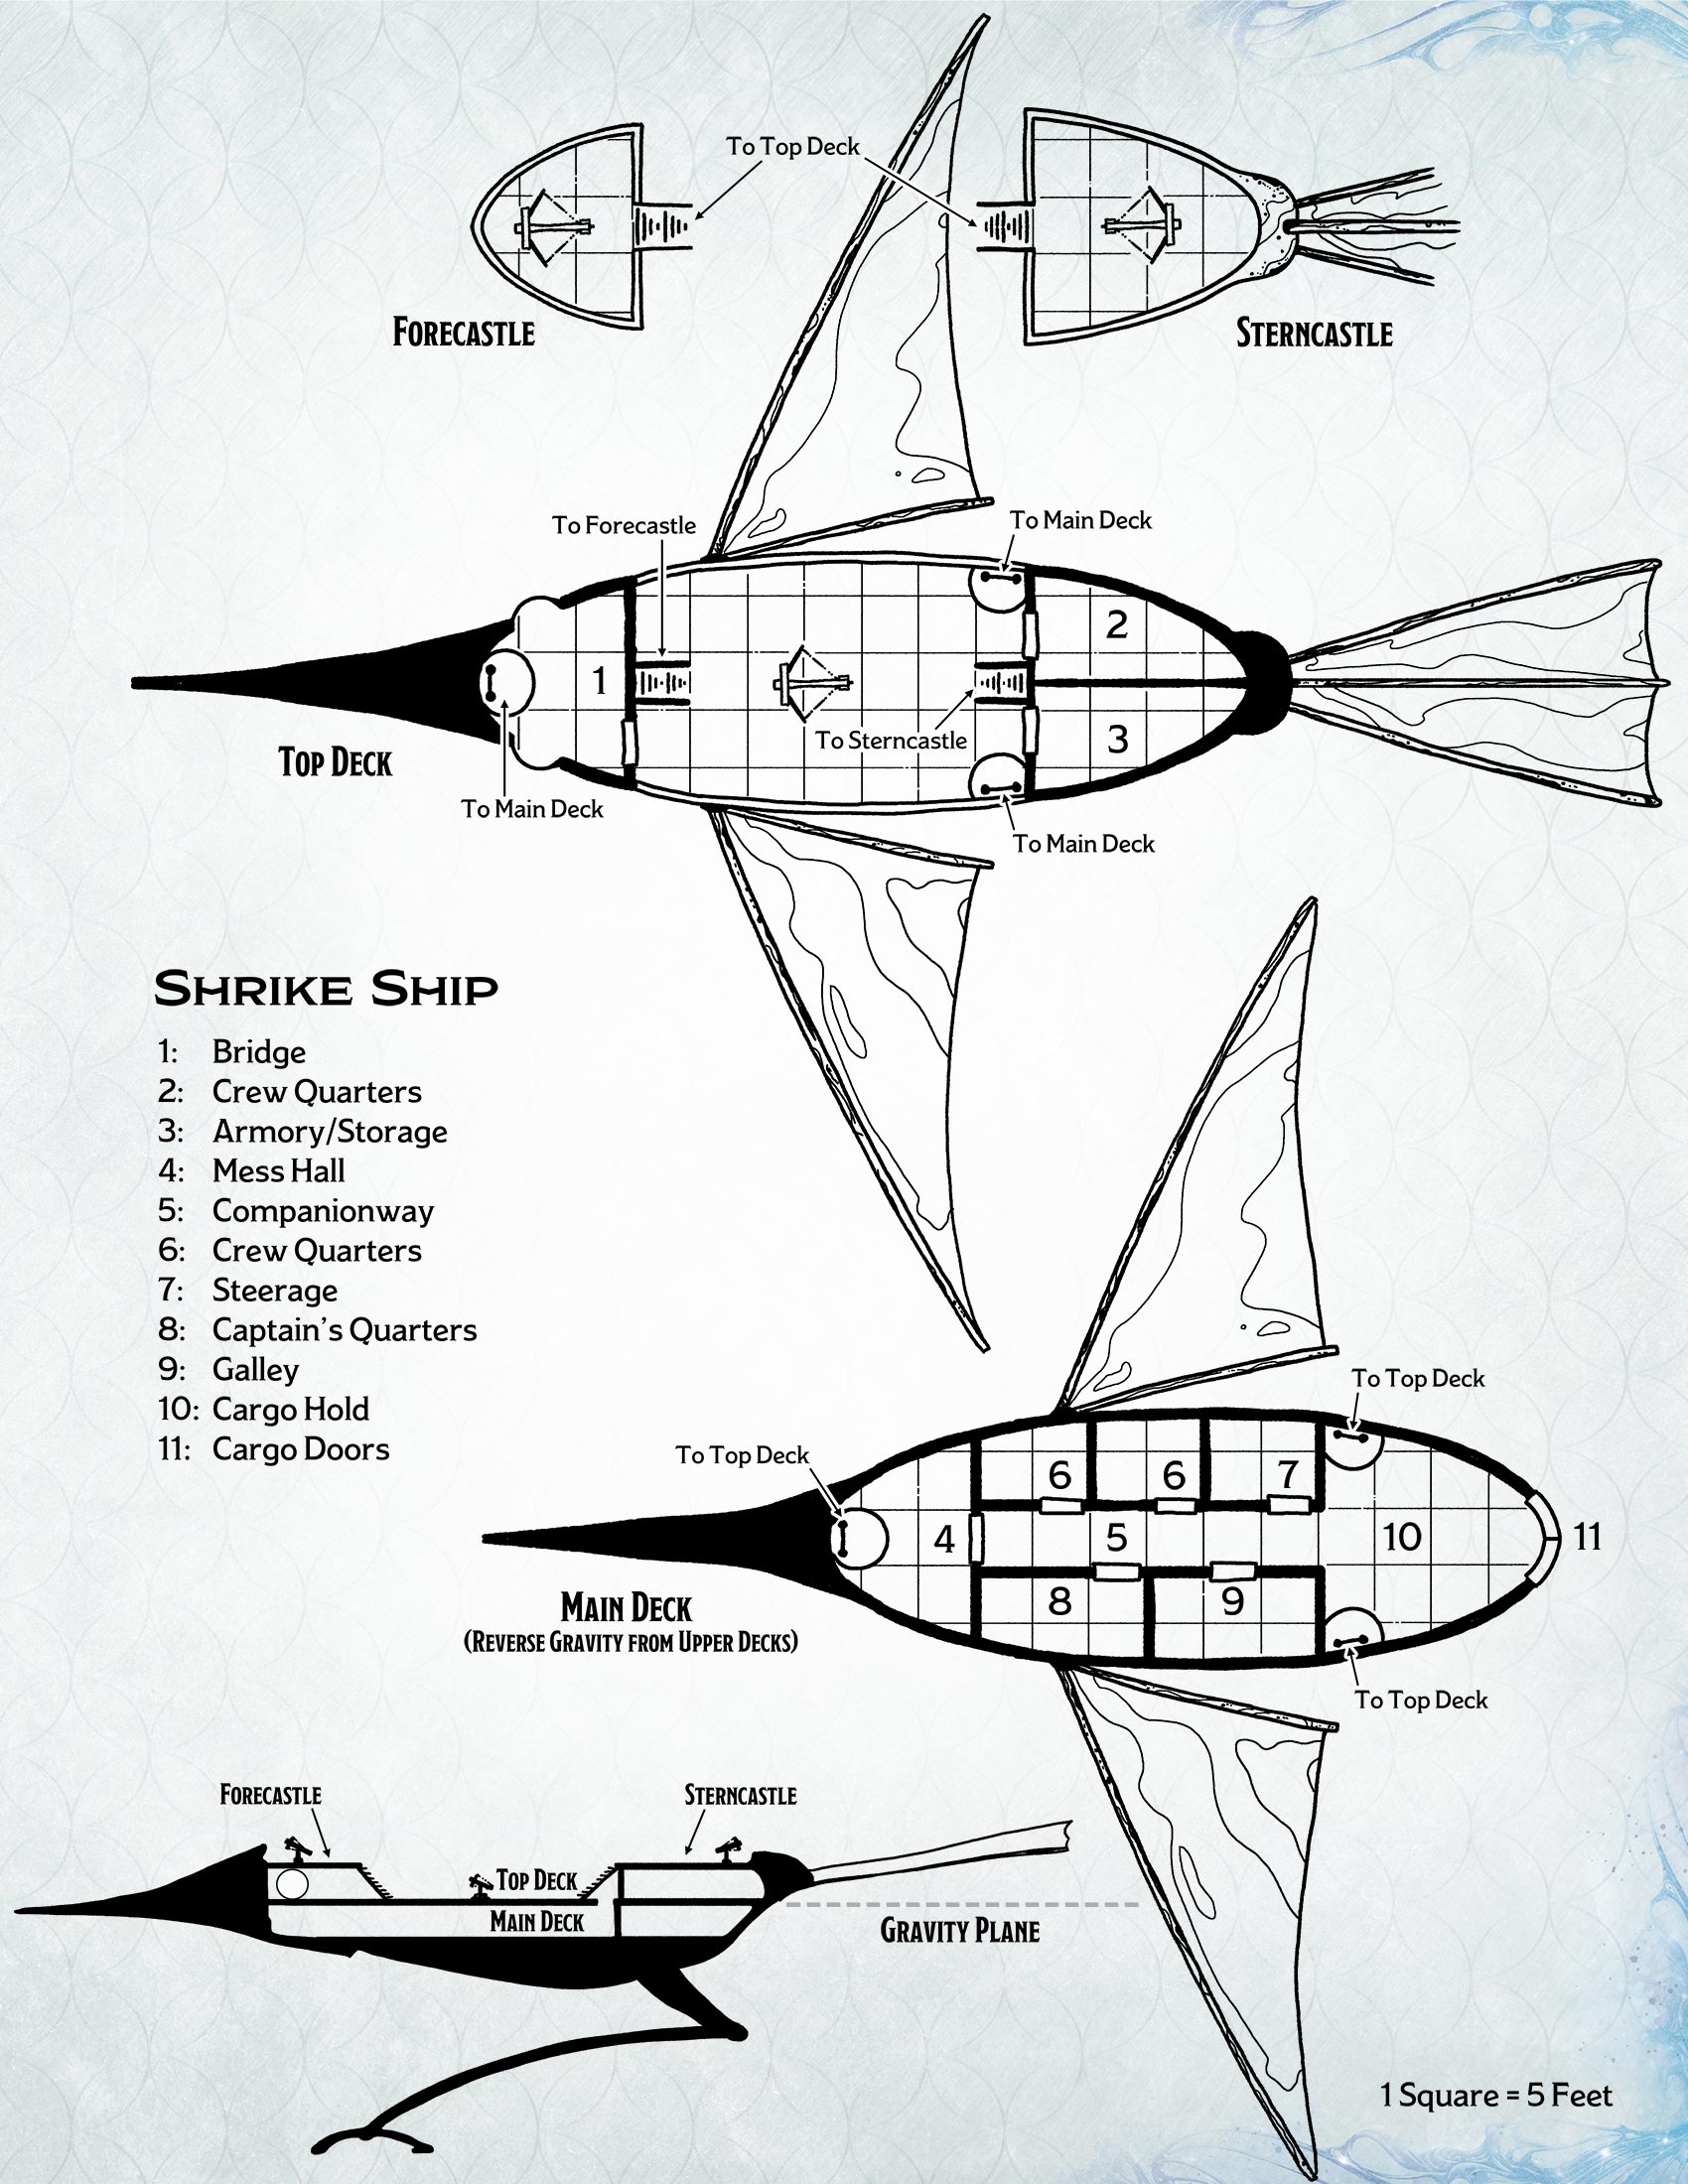 To Top Deck
Forecastle
Sterncastle
To Forecastle
To Main Deck
2
1
3
To Sterncastle
Top Deck
To Main Deck
To Main Deck
Shrike Ship
1: Bridge
2: Crew Quarters
3: Armory/Storage
4: Mess Hall
5: Companionway
6: Crew Quarters
7: Steerage
8: Captain's Quarters
9: Galley
10: Cargo Hold
11: Cargo Doors
To Top Deck
To Top Deck
6 6 7
4 5 10 11
8 9
Main Deck
(Reverse Gravity from Upper Decks)
To Top Deck
Forecastle
Sterncastle
Top Deck
Main Deck
Gravity Plane
1 Square = 5 Feet